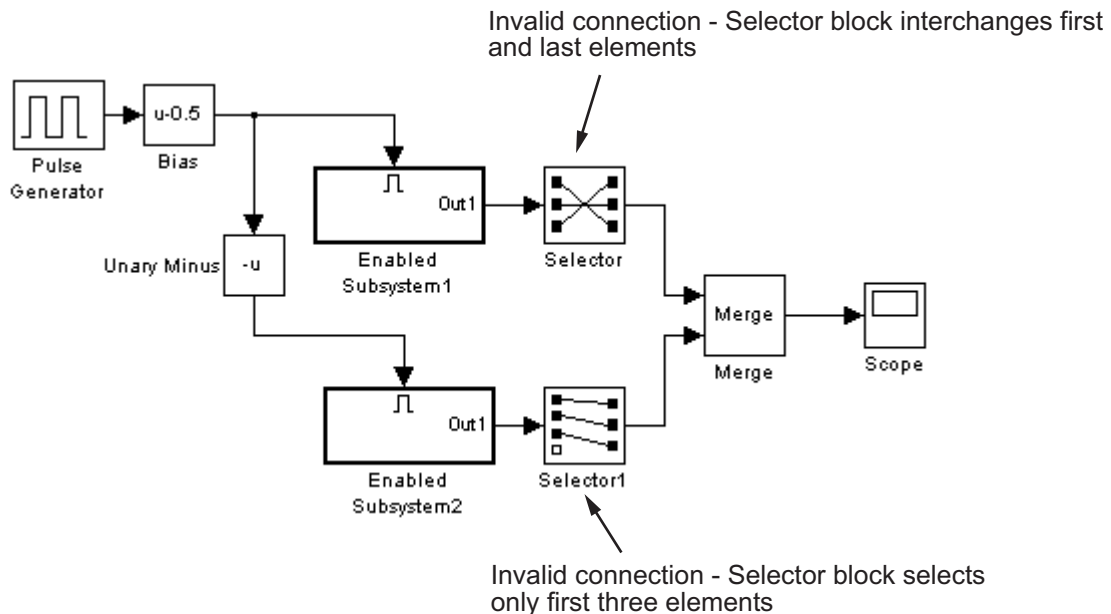 Invalid connection - Selector block interchanges first
and last elements
u-0.5
Pulse
Generator
Bias
Out1
Enabled
Subsystem1
Selector
Unary Minus
-u
Merge
Merge
Scope
Out1
Enabled
Subsystem2
Selector1
Invalid connection - Selector block selects
only first three elements